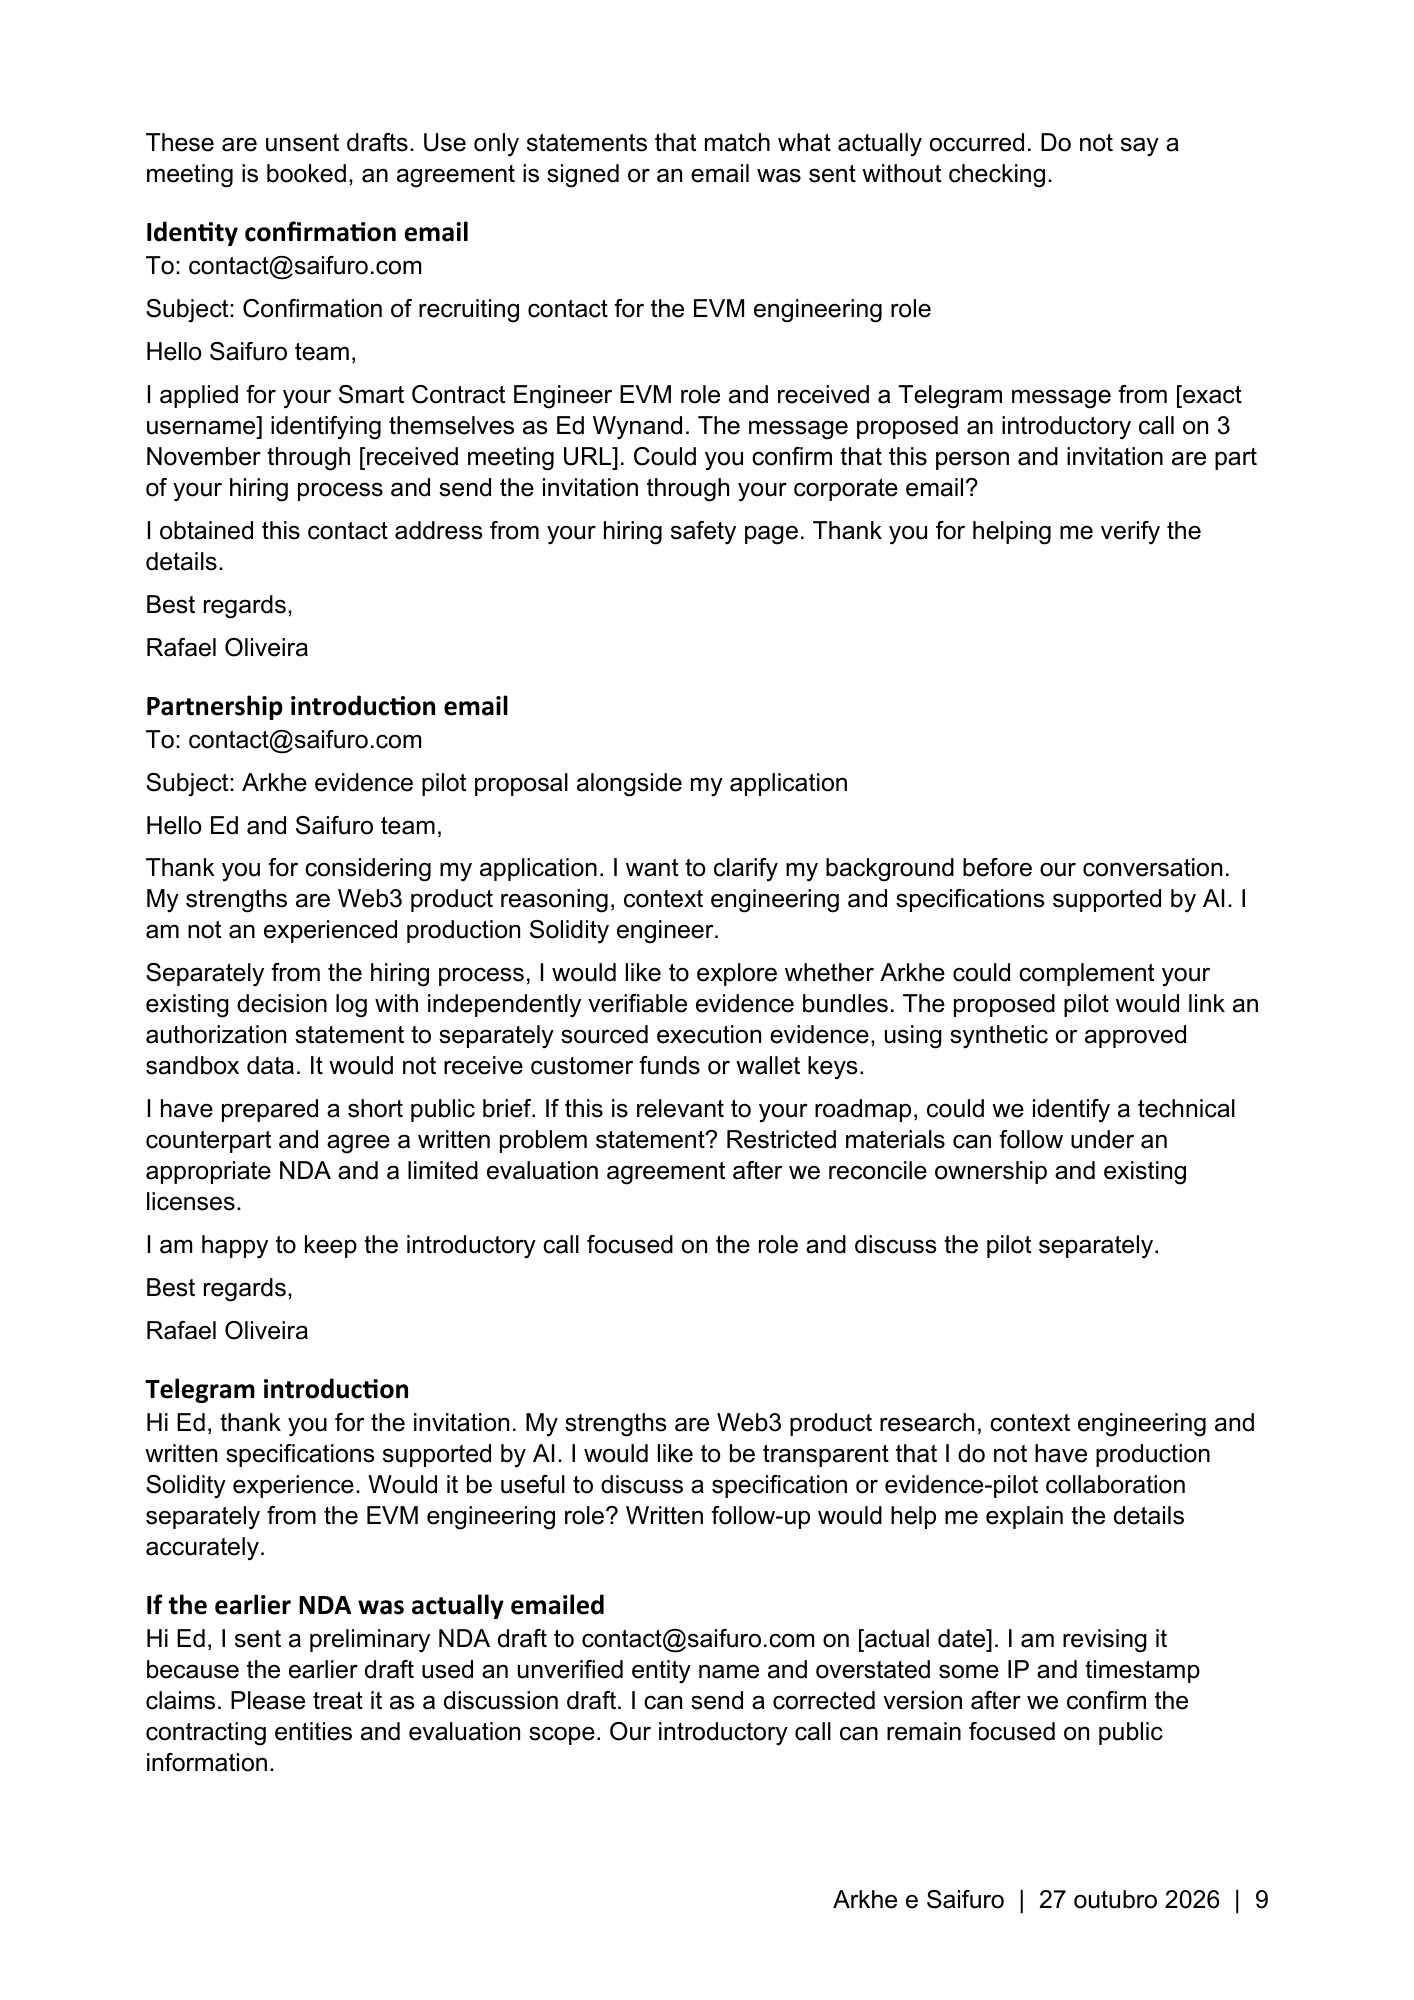 These are unsent drafts. Use only statements that match what actually occurred. Do not say a
meeting is booked, an agreement is signed or an email was sent without checking.
Identity confirmation email
To: contact@saifuro.com
Subject: Confirmation of recruiting contact for the EVM engineering role
Hello Saifuro team,
I applied for your Smart Contract Engineer EVM role and received a Telegram message from [exact
username] identifying themselves as Ed Wynand. The message proposed an introductory call on 3
November through [received meeting URL]. Could you confirm that this person and invitation are part
of your hiring process and send the invitation through your corporate email?
I obtained this contact address from your hiring safety page. Thank you for helping me verify the
details.
Best regards,
Rafael Oliveira
Partnership introduction email
To: contact@saifuro.com
Subject: Arkhe evidence pilot proposal alongside my application
Hello Ed and Saifuro team,
Thank you for considering my application. I want to clarify my background before our conversation.
My strengths are Web3 product reasoning, context engineering and specifications supported by AI. I
am not an experienced production Solidity engineer.
Separately from the hiring process, I would like to explore whether Arkhe could complement your
existing decision log with independently verifiable evidence bundles. The proposed pilot would link an
authorization statement to separately sourced execution evidence, using synthetic or approved
sandbox data. It would not receive customer funds or wallet keys.
I have prepared a short public brief. If this is relevant to your roadmap, could we identify a technical
counterpart and agree a written problem statement? Restricted materials can follow under an
appropriate NDA and a limited evaluation agreement after we reconcile ownership and existing
licenses.
I am happy to keep the introductory call focused on the role and discuss the pilot separately.
Best regards,
Rafael Oliveira
Telegram introduction
Hi Ed, thank you for the invitation. My strengths are Web3 product research, context engineering and
written specifications supported by AI. I would like to be transparent that I do not have production
Solidity experience. Would it be useful to discuss a specification or evidence-pilot collaboration
separately from the EVM engineering role? Written follow-up would help me explain the details
accurately.
If the earlier NDA was actually emailed
Hi Ed, I sent a preliminary NDA draft to contact@saifuro.com on [actual date]. I am revising it
because the earlier draft used an unverified entity name and overstated some IP and timestamp
claims. Please treat it as a discussion draft. I can send a corrected version after we confirm the
contracting entities and evaluation scope. Our introductory call can remain focused on public
information.
Arkhe e Saifuro | 27 outubro 2026 | 9